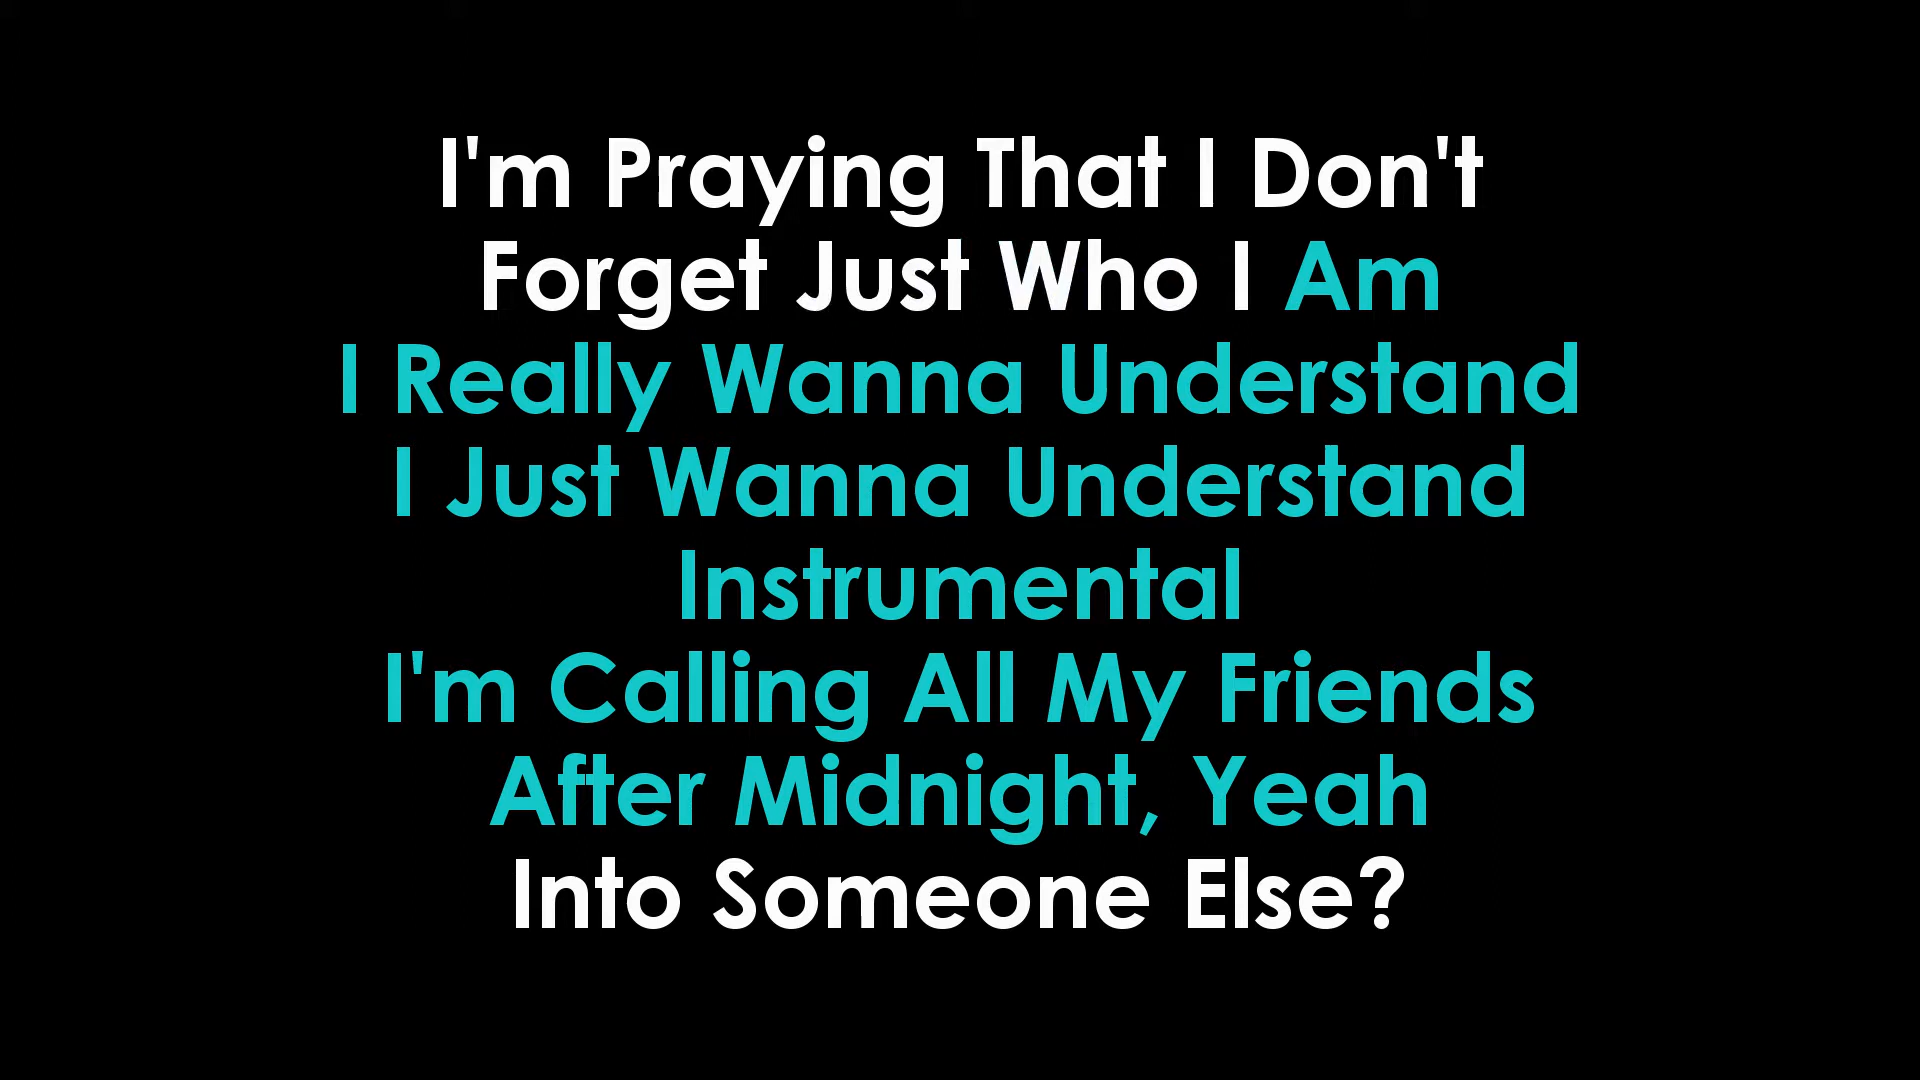 I'm Praying That I Don't
Forget Just Who I Am
I Really Wanna Understand
I Just Wanna Understand
Instrumental
I'm Calling All My Friends
After Midnight, Yeah
Into Someone Else?